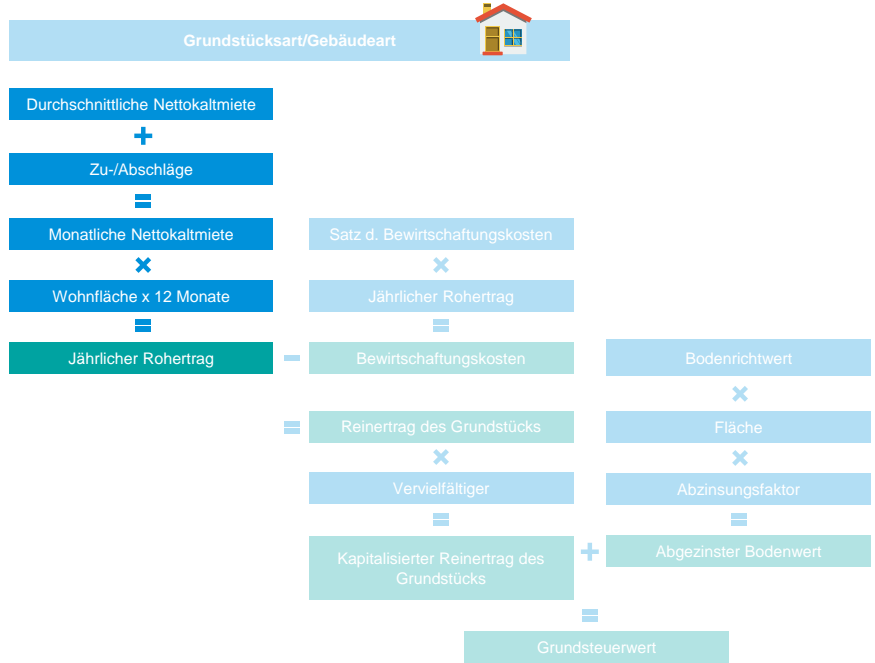 Grundstücksart/Gebäudeart
Durchschnittliche Nettokaltmiete
+
Zu-/Abschläge
=
Monatliche Nettokaltmiete
×
Wohnfläche x 12 Monate
=
Jährlicher Rohertrag
−
Satz d. Bewirtschaftungskosten
×
Jährlicher Rohertrag
=
Bewirtschaftungskosten
=
Reinertrag des Grundstücks
×
Vervielfältiger
=
Kapitalisierter Reinertrag des
Grundstücks
+
Bodenrichtwert
×
Fläche
×
Abzinsungsfaktor
=
Abgezinster Bodenwert
=
Grundsteuerwert